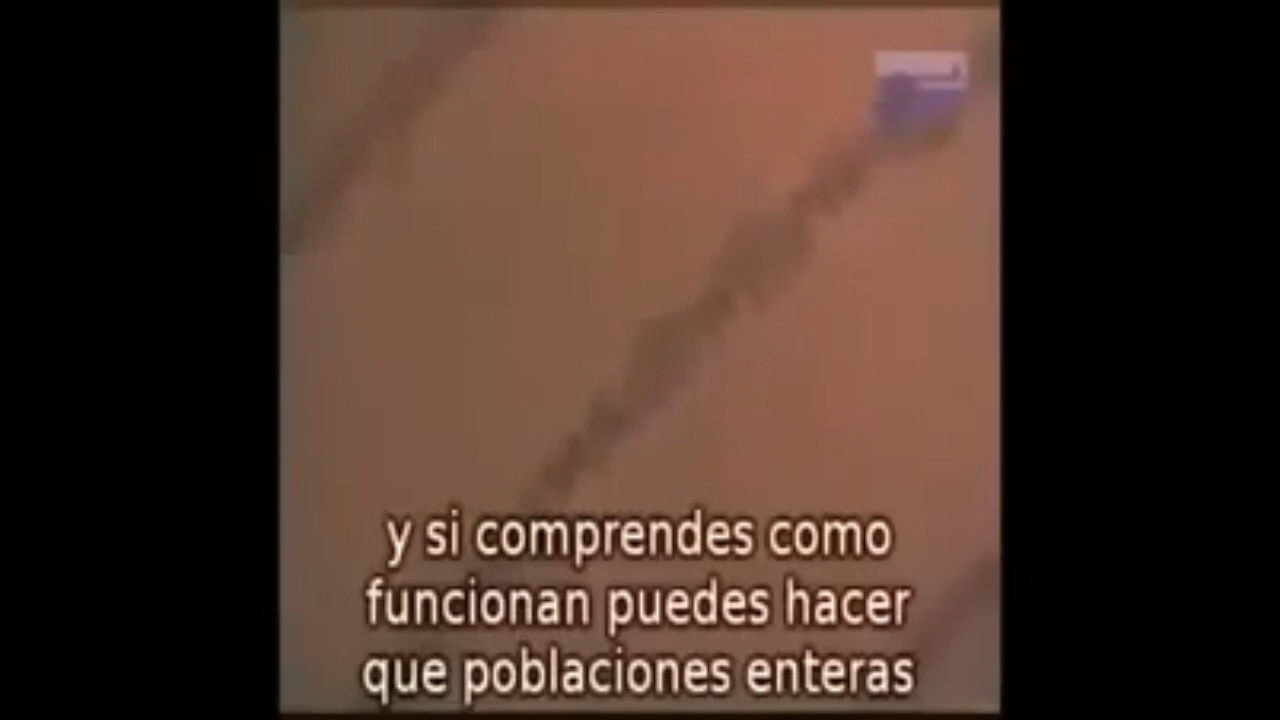 y si comprendes como
funcionan puedes hacer
que poblaciones enteras